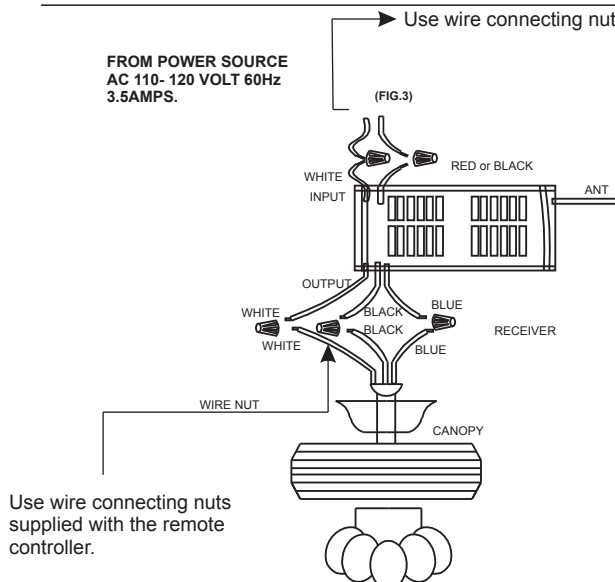 Use wire connecting nut
FROM POWER SOURCE
AC 110- 120 VOLT 60Hz
3.5AMPS.
(FIG.3)
RED or BLACK
WHITE
INPUT
ANT
OUTPUT
WHITE
BLACK
BLUE
BLACK
RECEIVER
WHITE
BLUE
WIRE NUT
CANOPY
Use wire connecting nuts
supplied with the remote
controller.